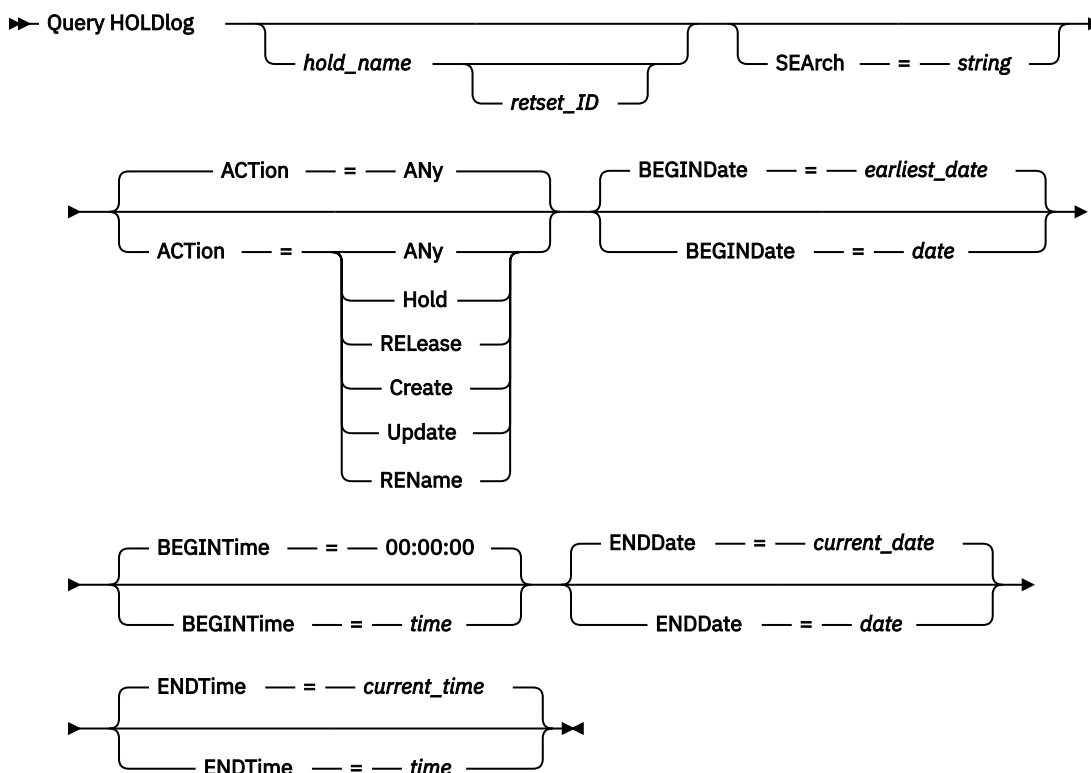 Query HOLDlog hold_name SEArch = string
retset_ID
ACTion = ANy BEGINDate = earliest_date
ACTion = ANy BEGINDate = date
Hold
RELease
Create
Update
REName
BEGINTime = 00:00:00 ENDDate = current_date
BEGINTime = time ENDDate = date
ENDTime = current_time
ENDTime = time